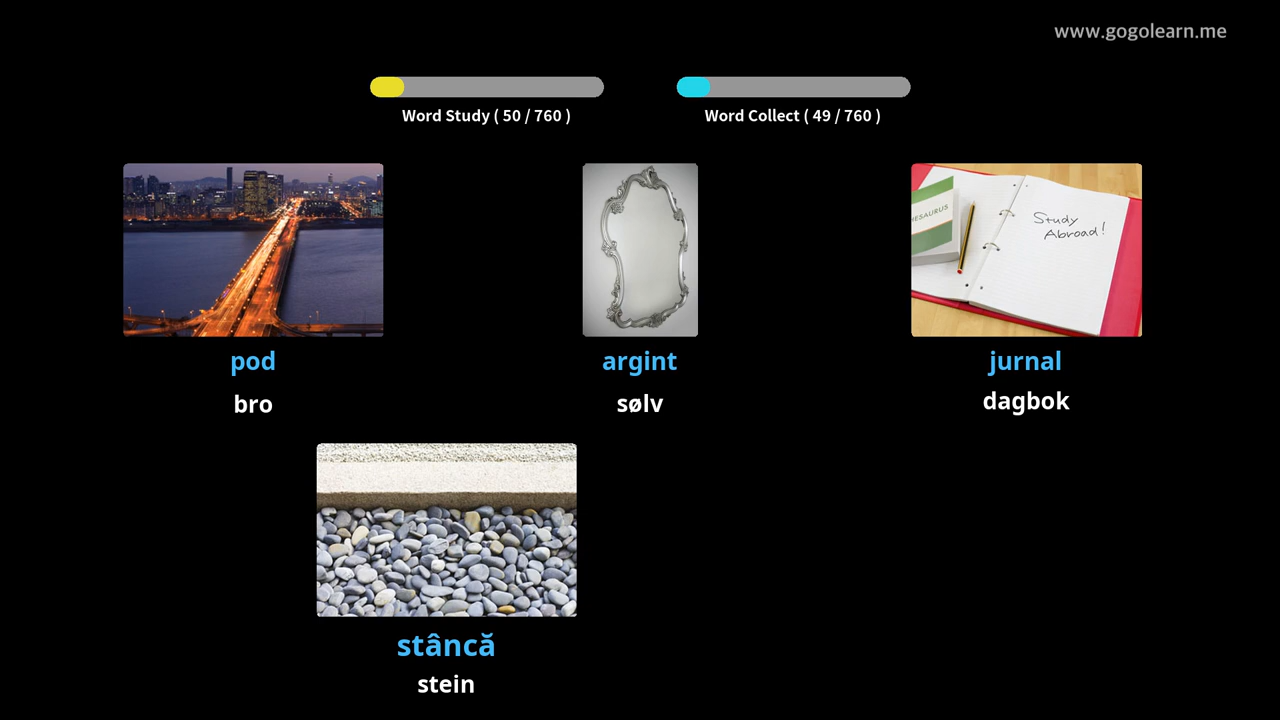 www.gogolearn.me
Word Study ( 50 / 760 )
Word Collect ( 49 / 760 )
HESAURUS
Study
Abroad!
pod
argint
jurnal
bro
sølv
dagbok
stâncă
stein